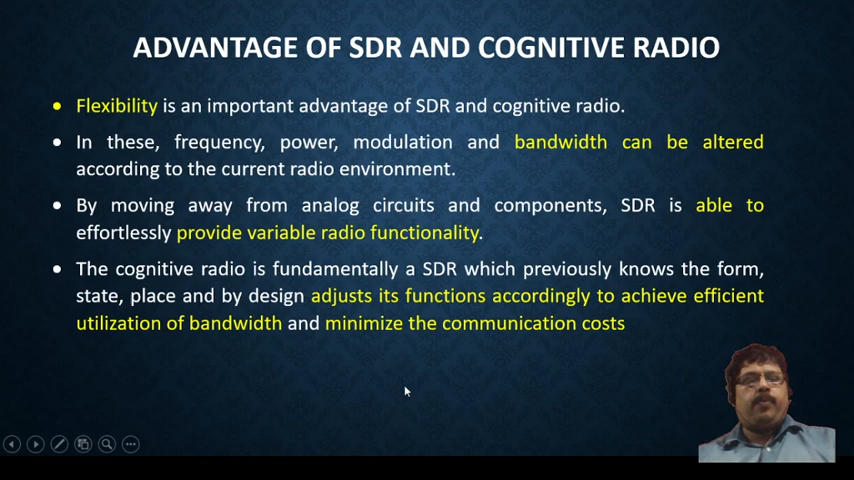 ADVANTAGE OF SDR AND COGNITIVE RADIO
• Flexibility is an important advantage of SDR and cognitive radio.
• In these, frequency, power, modulation and bandwidth can be altered
according to the current radio environment.
• By moving away from analog circuits and components, SDR is able to
effortlessly provide variable radio functionality.
• The cognitive radio is fundamentally a SDR which previously knows the form,
state, place and by design adjusts its functions accordingly to achieve efficient
utilization of bandwidth and minimize the communication costs